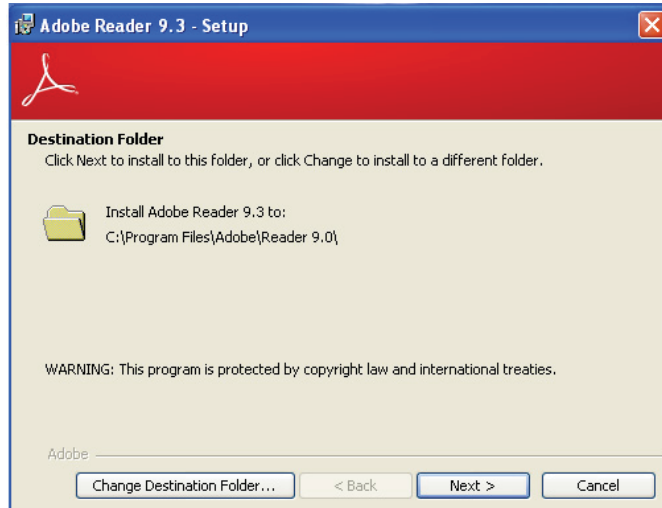 Adobe Reader 9.3 - Setup
Destination Folder
Click Next to install to this folder, or click Change to install to a different folder.
Install Adobe Reader 9.3 to:
C:\Program Files\Adobe\Reader 9.0\
WARNING: This program is protected by copyright law and international treaties.
Adobe
Change Destination Folder... < Back Next > Cancel